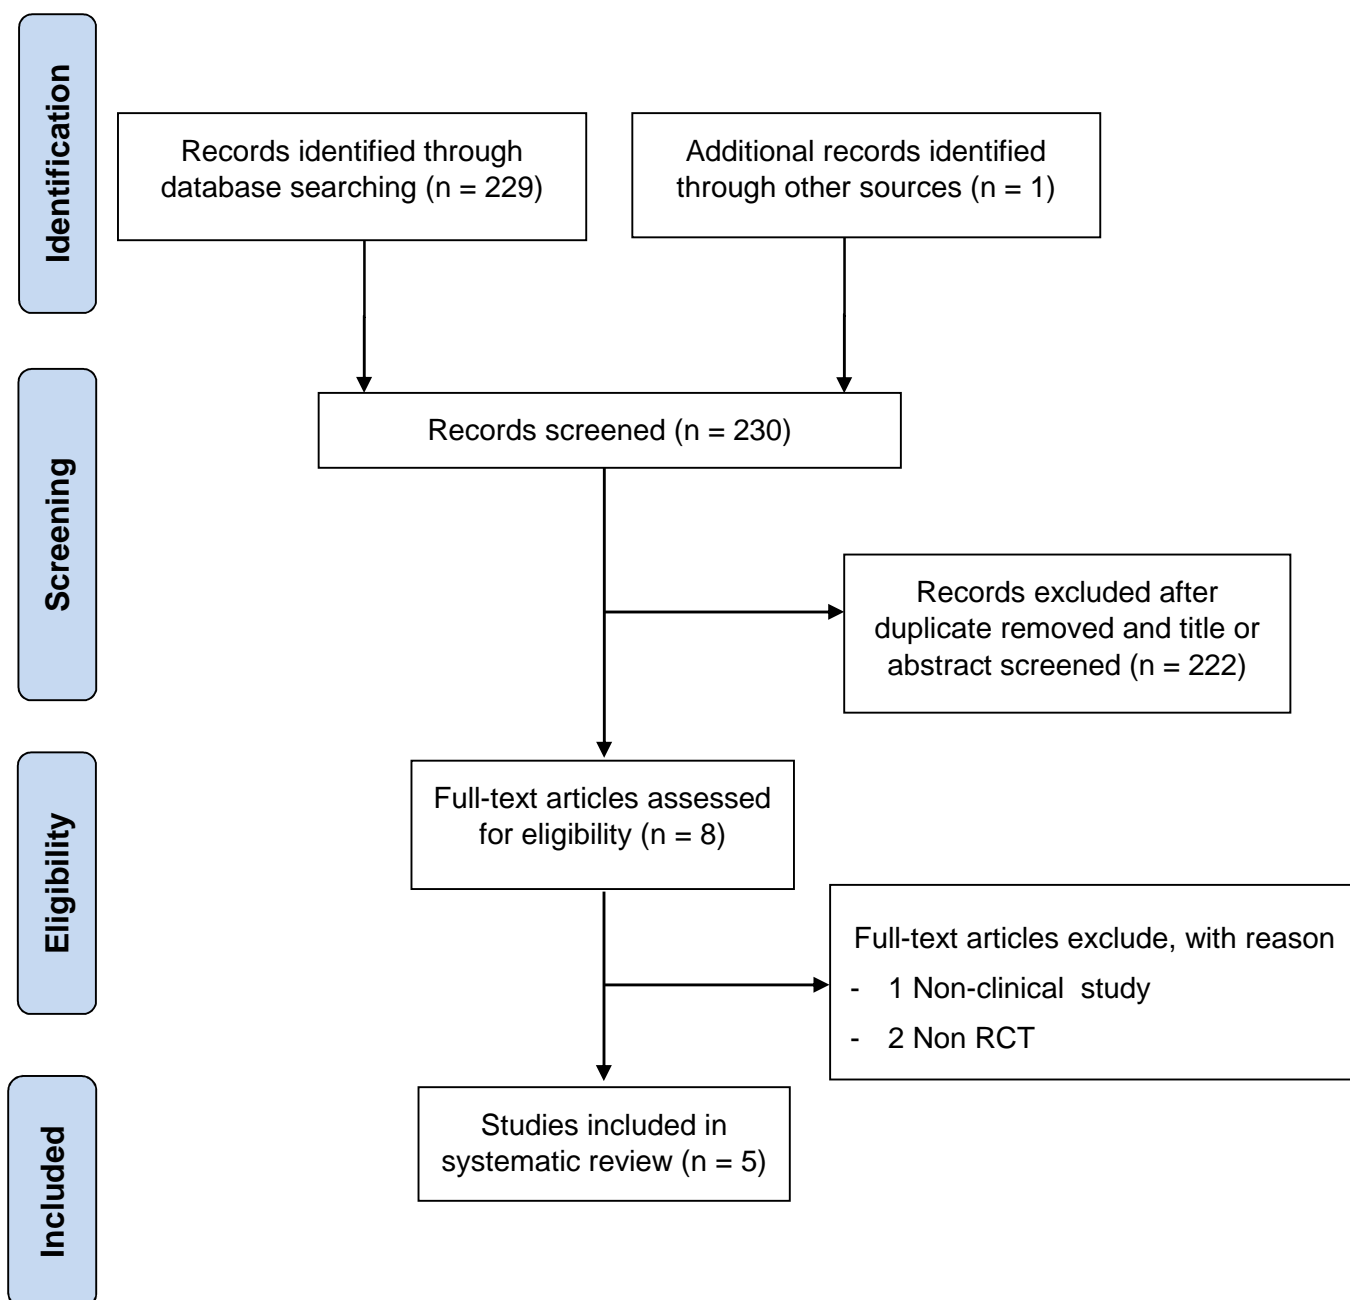 Identification
Records identified through
database searching (n = 229)
Additional records identified
through other sources (n = 1)
Screening
Records screened (n = 230)
Records excluded after
duplicate removed and title or
abstract screened (n = 222)
Eligibility
Full-text articles assessed
for eligibility (n = 8)
Full-text articles exclude, with reason
- 1 Non-clinical study
- 2 Non RCT
Included
Studies included in
systematic review (n = 5)